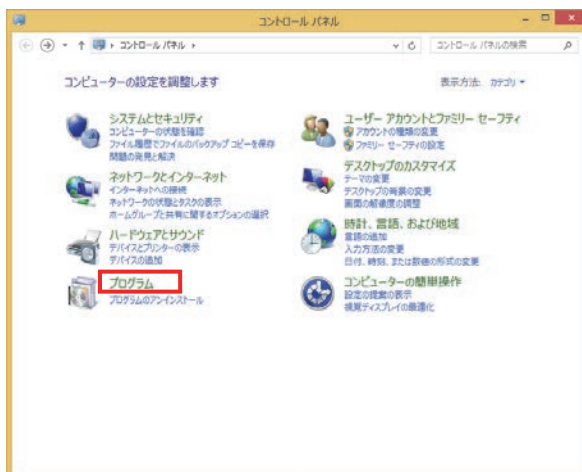 コントロール パネル
コントロール パネル
コントロール パネルの検索
コンピューターの設定を調整します
表示方法: カテゴリ
システムとセキュリティ
コンピューターの状態を確認
ファイル履歴でファイルのバックアップ コピーを保存
問題の発見と解決
ネットワークとインターネット
インターネットへの接続
ネットワークの状態とタスクの表示
ホームグループと共有に関するオプションの選択
ハードウェアとサウンド
デバイスとプリンターの表示
デバイスの追加
プログラム
プログラムのアンインストール
ユーザー アカウントとファミリー セーフティ
アカウントの種類の変更
ファミリー セーフティの設定
デスクトップのカスタマイズ
テーマの変更
デスクトップの背景の変更
画面の解像度の調整
時計、言語、および地域
言語の追加
入力方法の変更
日付、時刻、または数値の形式の変更
コンピューターの簡単操作
設定の提案の表示
視覚ディスプレイの最適化